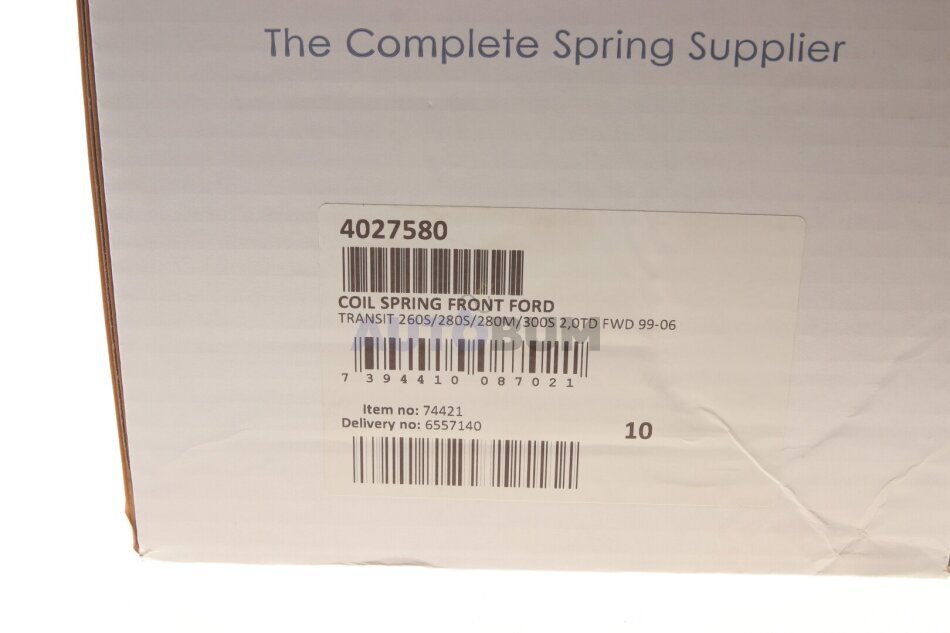 The Complete Spring Supplier
4027580
COIL SPRING FRONT FORD
TRANSIT 260S/280S/280M/300S 2,0TD FWD 99-06
AUTOBUM
7 394410 087021
Item no: 74421
Delivery no: 6557140
10